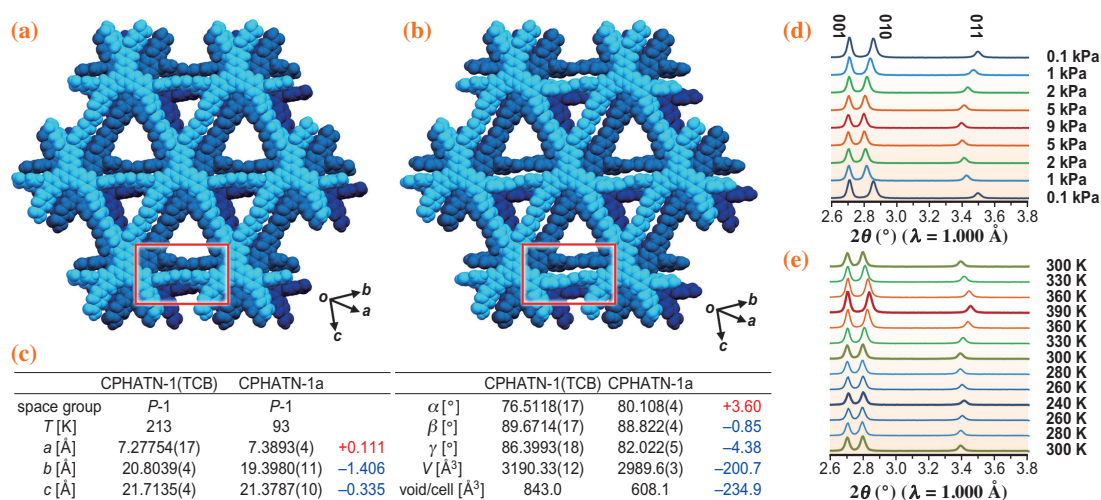 (a)
o b
a
c
(b)
o b
a
c
(c)
CPHATN-1(TCB) CPHATN-1a
space group P-1 P-1
T [K] 213 93
a [Å] 7.27754(17) 7.3893(4) +0.111
b [Å] 20.8039(4) 19.3980(11) –1.406
c [Å] 21.7135(4) 21.3787(10) –0.335
CPHATN-1(TCB) CPHATN-1a
α [°] 76.5118(17) 80.108(4) +3.60
β [°] 89.6714(17) 88.822(4) –0.85
γ [°] 86.3993(18) 82.022(5) –4.38
V [Å³] 3190.33(12) 2989.6(3) –200.7
void/cell [Å³] 843.0 608.1 –234.9
(d)
001 010 011
0.1 kPa
1 kPa
2 kPa
5 kPa
9 kPa
5 kPa
2 kPa
1 kPa
0.1 kPa
2.6 2.8 3.0 3.2 3.4 3.6 3.8
2θ (°) (λ = 1.000 Å)
(e)
300 K
330 K
360 K
390 K
360 K
330 K
300 K
280 K
260 K
240 K
260 K
280 K
300 K
2.6 2.8 3.0 3.2 3.4 3.6 3.8
2θ (°) (λ = 1.000 Å)